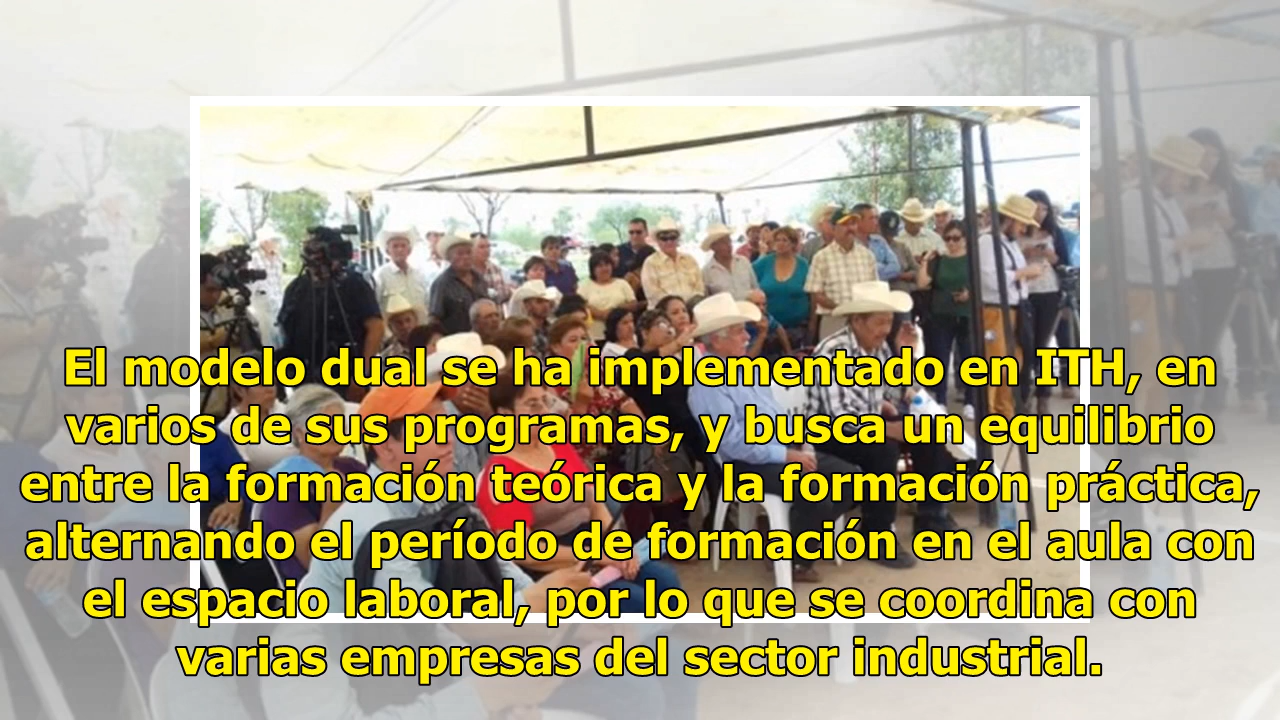 El modelo dual se ha implementado en ITH, en
varios de sus programas, y busca un equilibrio
entre la formación teórica y la formación práctica,
alternando el período de formación en el aula con
el espacio laboral, por lo que se coordina con
varias empresas del sector industrial.